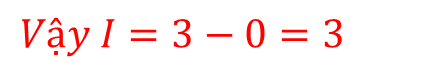 Vậy I = 3 − 0 = 3